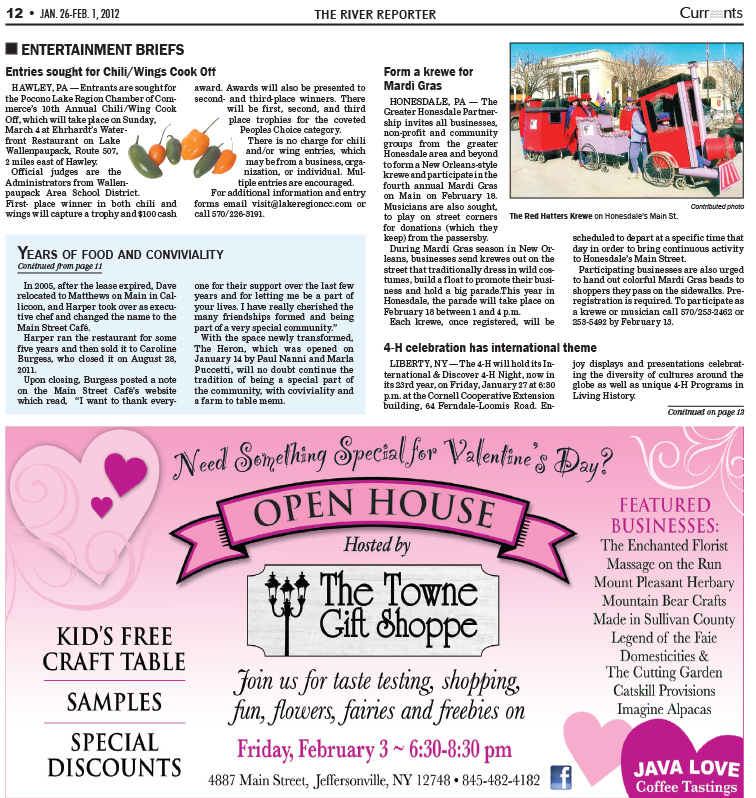 12 • JAN. 26-FEB. 1, 2012
THE RIVER REPORTER
Currents
ENTERTAINMENT BRIEFS
Entries sought for Chili/Wings Cook Off
HAWLEY, PA — Entrants are sought for
the Pocono Lake Region Chamber of Com-
merce's 10th Annual Chili/Wing Cook
Off, which will take place on Sunday,
March 4 at Ehrhardt's Water-
front Restaurant on Lake
Wallenpaupack, Route 507,
2 miles east of Hawley.
Official judges are the
Administrators from Wallen-
paupack Area School District.
First- place winner in both chili and
wings will capture a trophy and $100 cash
award. Awards will also be presented to
second- and third-place winners. There
will be first, second, and third
place trophies for the coveted
Peoples Choice category.
There is no charge for chili
and/or wing entries, which
may be from a business, orga-
nization, or individual. Mul-
tiple entries are encouraged.
For additional information and entry
forms email visit@lakeregioncc.com or
call 570/226-3191.
YEARS OF FOOD AND CONVIVIALITY
Continued from page 11
In 2005, after the lease expired, Dave
relocated to Matthews on Main in Cal-
licoon, and Harper took over as execu-
tive chef and changed the name to the
Main Street Café.
Harper ran the restaurant for some
five years and then sold it to Caroline
Burgess, who closed it on August 28,
2011.
Upon closing, Burgess posted a note
on the Main Street Café's website
which read, "I want to thank every-
one for their support over the last few
years and for letting me be a part of
your lives. I have really cherished the
many friendships formed and being
part of a very special community."
With the space newly transformed,
The Heron, which was opened on
January 14 by Paul Nanni and Marla
Puccetti, will no doubt continue the
tradition of being a special part of
the community, with coviviality and
a farm to table menu.
Form a krewe for
Mardi Gras
HONESDALE, PA — The
Greater Honesdale Partner-
ship invites all businesses,
non-profit and community
groups from the greater
Honesdale area and beyond
to form a New Orleans-style
krewe and participate in the
fourth annual Mardi Gras
on Main on February 18.
Musicians are also sought,
to play on street corners
for donations (which they
keep) from the passersby.
During Mardi Gras season in New Or-
leans, businesses send krewes out on the
street that traditionally dress in wild cos-
tumes, build a float to promote their busi-
ness and hold a big parade.This year in
Honesdale, the parade will take place on
February 18 between 1 and 4 p.m.
Each krewe, once registered, will be
Contributed photo
The Red Hatters Krewe on Honesdale's Main St.
scheduled to depart at a specific time that
day in order to bring continuous activity
to Honesdale's Main Street.
Participating businesses are also urged
to hand out colorful Mardi Gras beads to
shoppers they pass on the sidewalks. Pre-
registration is required. To participate as
a krewe or musician call 570/253-2462 or
253-5492 by February 13.
4-H celebration has international theme
LIBERTY, NY — The 4-H will hold its In-
ternational & Discover 4-H Night, now in
its 23rd year, on Friday, January 27 at 6:30
p.m. at the Cornell Cooperative Extension
building, 64 Ferndale-Loomis Road. En-
joy displays and presentations celebrat-
ing the diversity of cultures around the
globe as well as unique 4-H Programs in
Living History.
Continued on page 13
Need Something Special for Valentine's Day?
OPEN HOUSE
Hosted by
The Towne
Gift Shoppe
KID'S FREE
CRAFT TABLE
SAMPLES
SPECIAL
DISCOUNTS
Join us for taste testing, shopping,
fun, flowers, fairies and freebies on
Friday, February 3 ~ 6:30-8:30 pm
4887 Main Street, Jeffersonville, NY 12748 • 845-482-4182
f
FEATURED
BUSINESSES:
The Enchanted Florist
Massage on the Run
Mount Pleasant Herbary
Mountain Bear Crafts
Made in Sullivan County
Legend of the Faie
Domesticities &
The Cutting Garden
Catskill Provisions
Imagine Alpacas
JAVA LOVE
Coffee Tastings